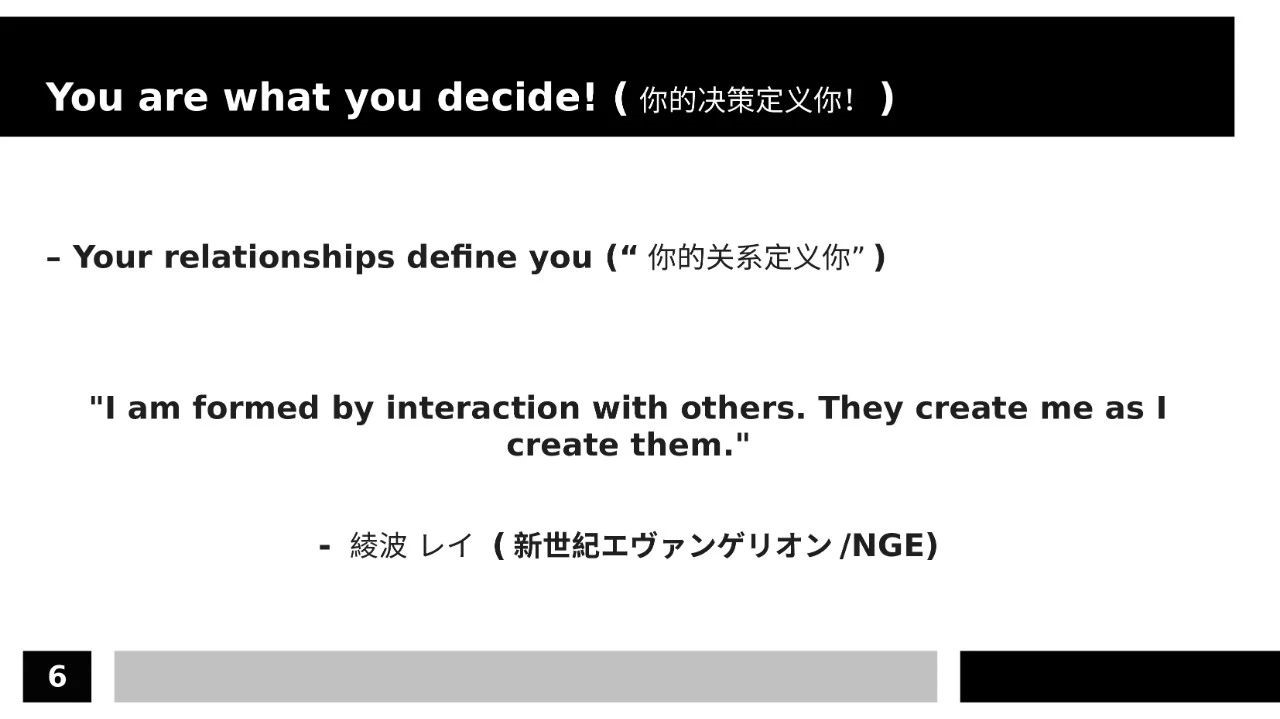 You are what you decide! ( 你的决策定义你！ )
– Your relationships define you (“ 你的关系定义你” )
"I am formed by interaction with others. They create me as I
create them."
- 綾波 レイ ( 新世紀エヴァンゲリオン /NGE)
6